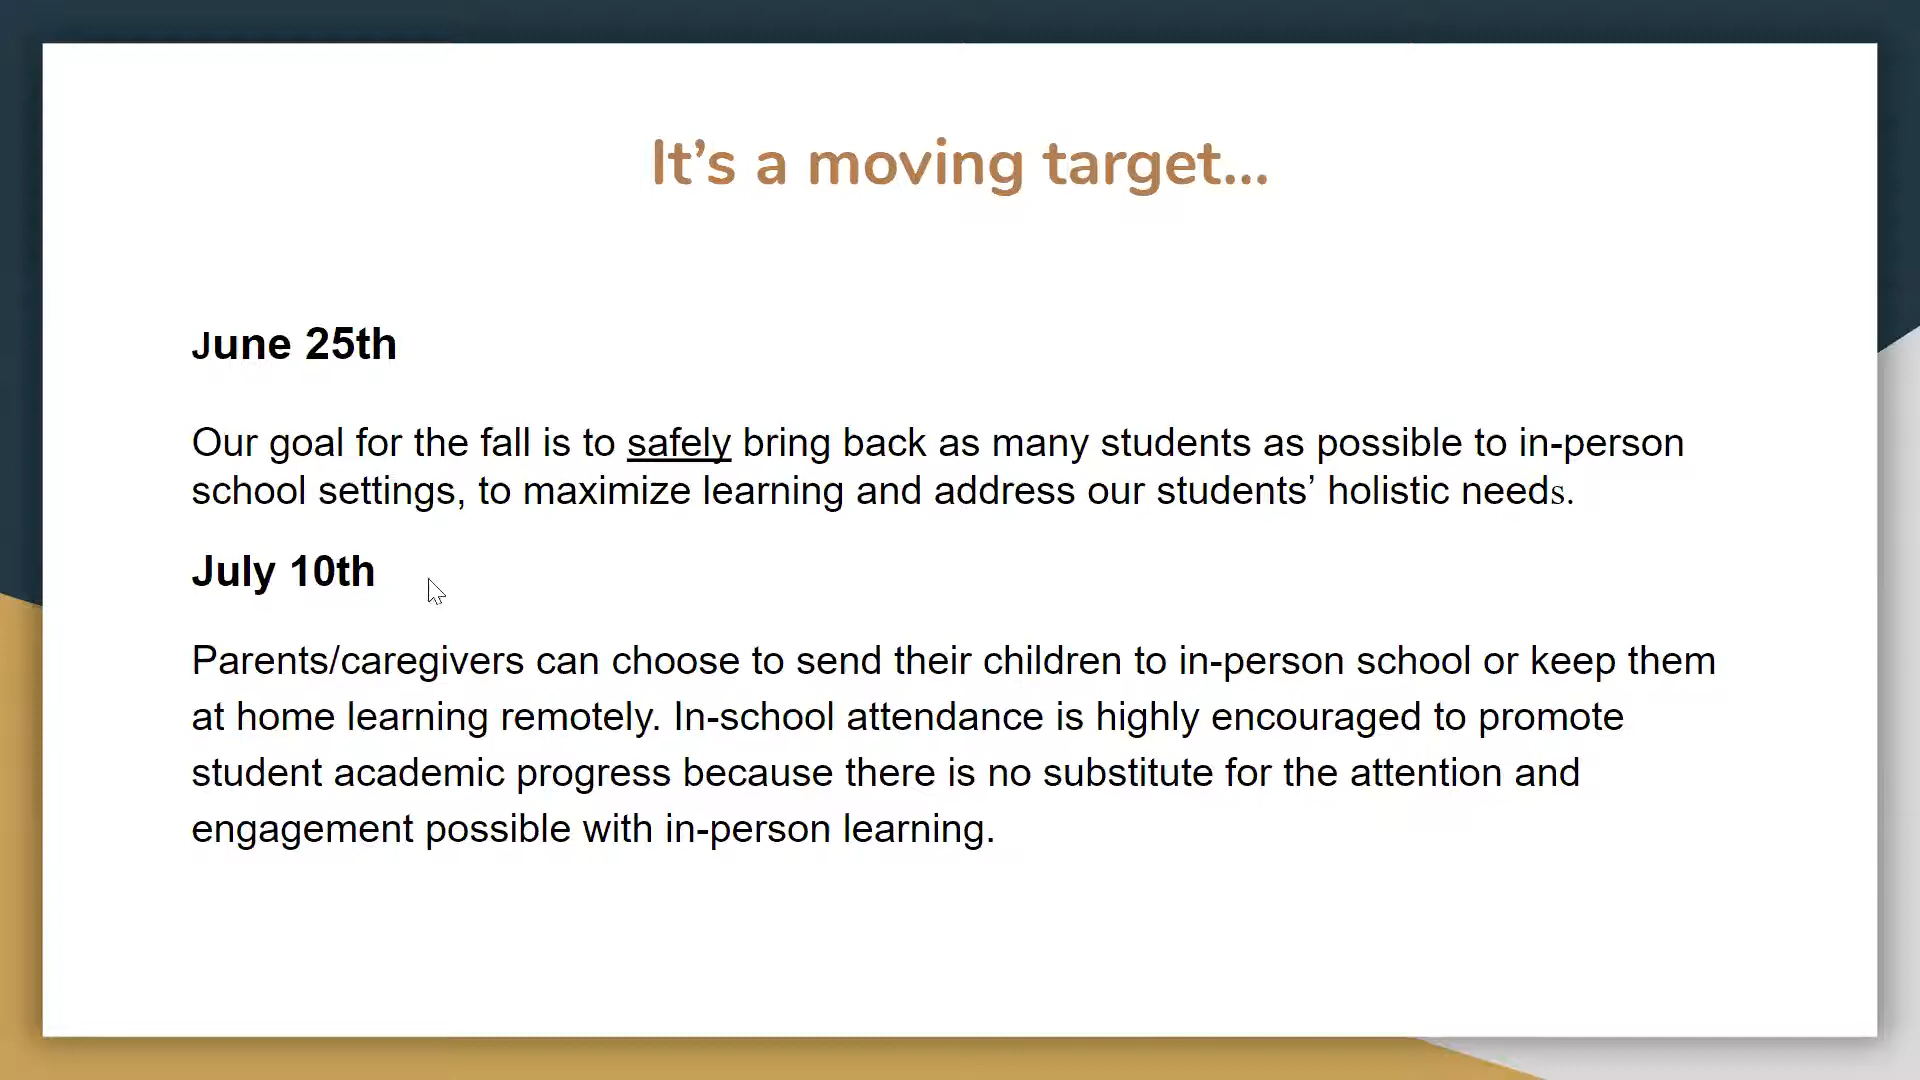 It’s a moving target...
June 25th
Our goal for the fall is to safely bring back as many students as possible to in-person
school settings, to maximize learning and address our students’ holistic needs.
July 10th
Parents/caregivers can choose to send their children to in-person school or keep them
at home learning remotely. In-school attendance is highly encouraged to promote
student academic progress because there is no substitute for the attention and
engagement possible with in-person learning.